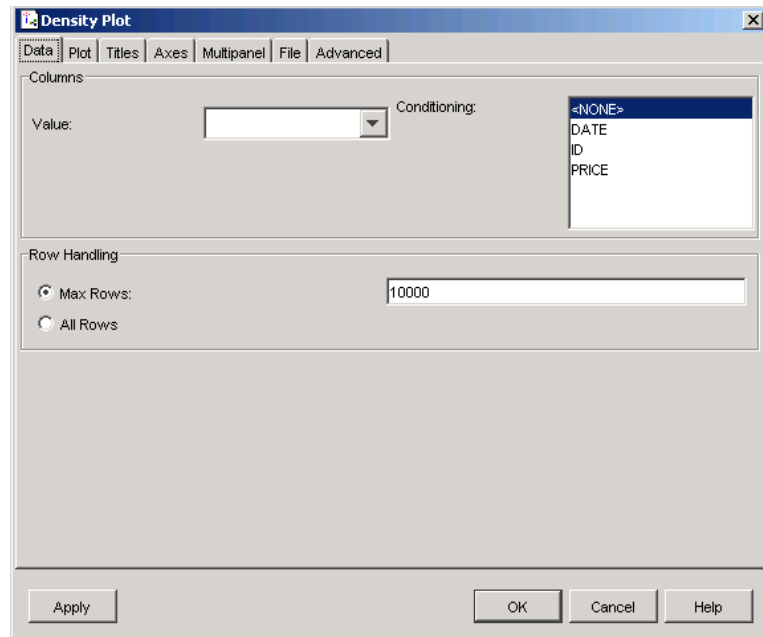 Density Plot
Data Plot Titles Axes Multipanel File Advanced
Columns
Value:
Conditioning:
<NONE>
DATE
ID
PRICE
Row Handling
Max Rows:
10000
All Rows
Apply OK Cancel Help